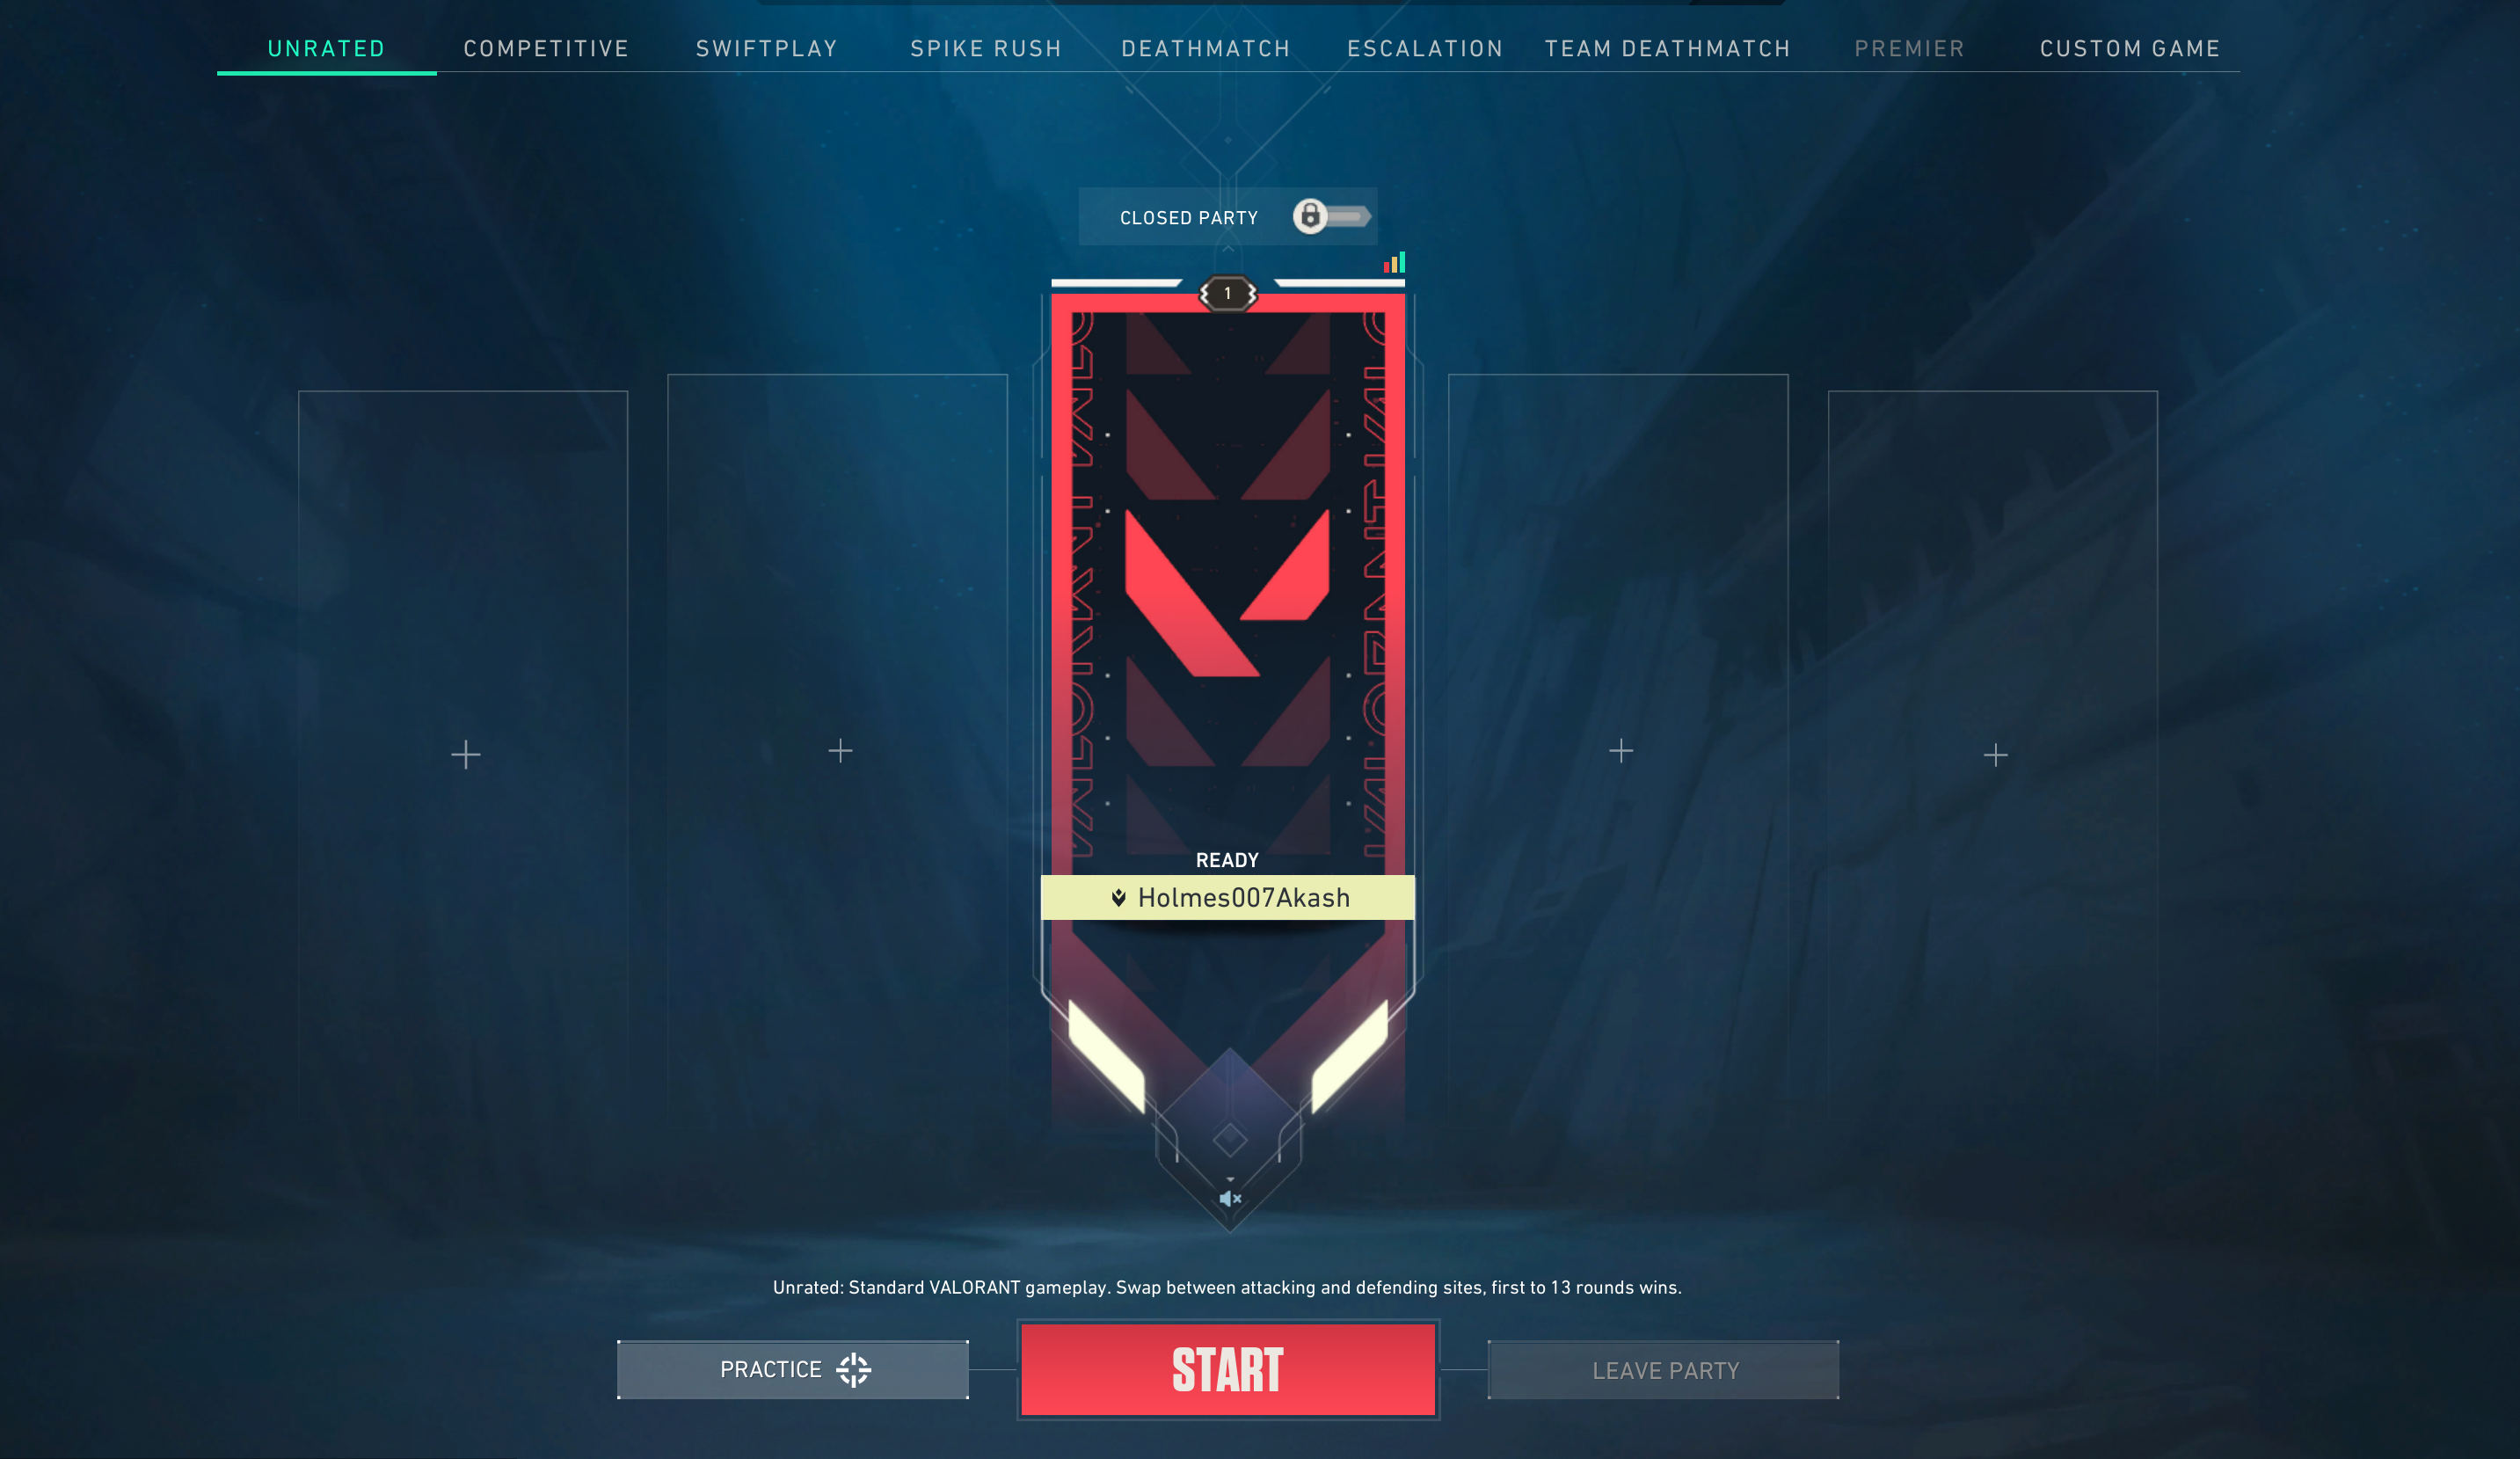 UNRATED COMPETITIVE SWIFTPLAY SPIKE RUSH DEATHMATCH ESCALATION TEAM DEATHMATCH PREMIER CUSTOM GAME
CLOSED PARTY
1
READY
Holmes007Akash
Unrated: Standard VALORANT gameplay. Swap between attacking and defending sites, first to 13 rounds wins.
PRACTICE START LEAVE PARTY